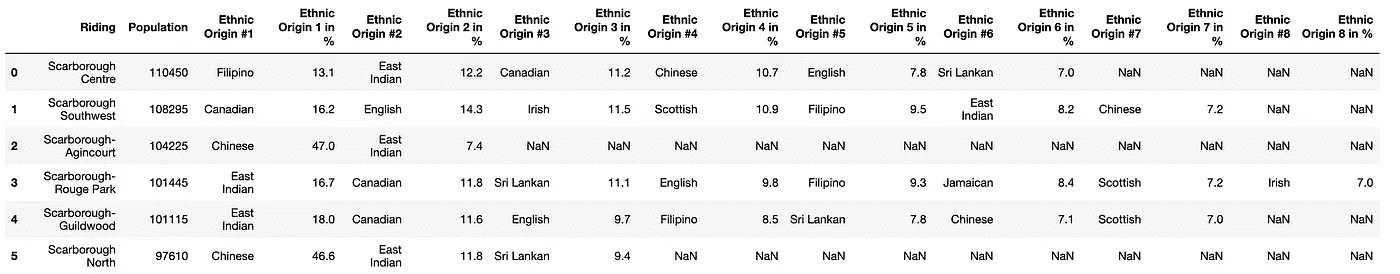 Riding Population Ethnic Origin #1 Ethnic Origin 1 in % Ethnic Origin #2 Ethnic Origin 2 in % Ethnic Origin #3 Ethnic Origin 3 in % Ethnic Origin #4 Ethnic Origin 4 in % Ethnic Origin #5 Ethnic Origin 5 in % Ethnic Origin #6 Ethnic Origin 6 in % Ethnic Origin #7 Ethnic Origin 7 in % Ethnic Origin #8 Ethnic Origin 8 in %
0 Scarborough Centre 110450 Filipino 13.1 East Indian 12.2 Canadian 11.2 Chinese 10.7 English 7.8 Sri Lankan 7.0 NaN NaN NaN NaN
1 Scarborough Southwest 108295 Canadian 16.2 English 14.3 Irish 11.5 Scottish 10.9 Filipino 9.5 East Indian 8.2 Chinese 7.2 NaN NaN
2 Scarborough-Agincourt 104225 Chinese 47.0 East Indian 7.4 NaN NaN NaN NaN NaN NaN NaN NaN NaN NaN NaN NaN
3 Scarborough-Rouge Park 101445 East Indian 16.7 Canadian 11.8 Sri Lankan 11.1 English 9.8 Filipino 9.3 Jamaican 8.4 Scottish 7.2 Irish 7.0
4 Scarborough-Guildwood 101115 East Indian 18.0 Canadian 11.6 English 9.7 Filipino 8.5 Sri Lankan 7.8 Chinese 7.1 Scottish 7.0 NaN NaN
5 Scarborough North 97610 Chinese 46.6 East Indian 11.8 Sri Lankan 9.4 NaN NaN NaN NaN NaN NaN NaN NaN NaN NaN